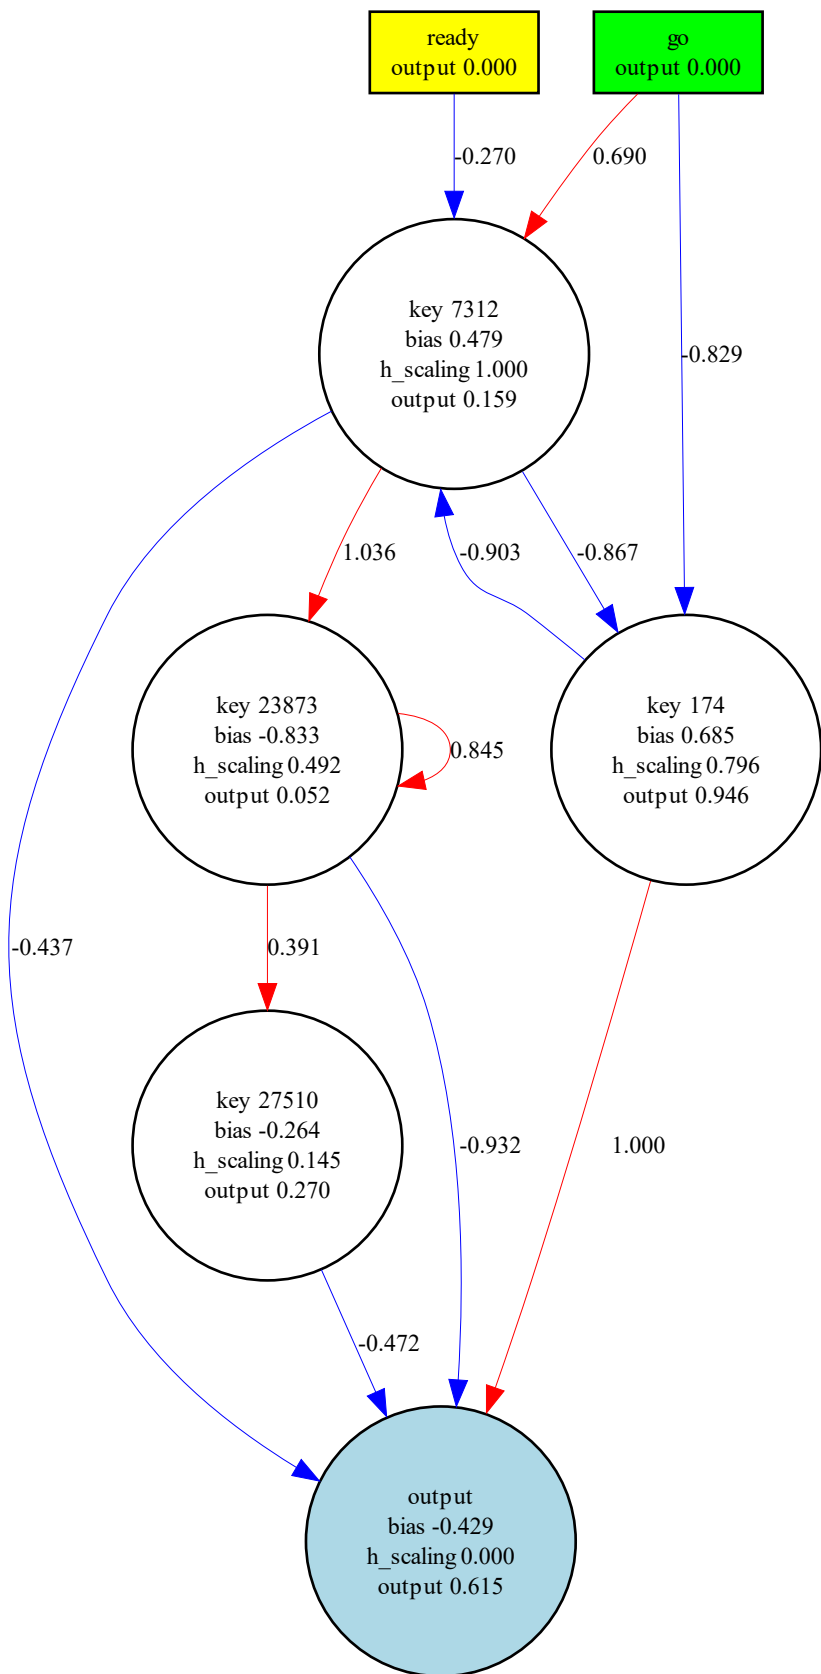 ready
output 0.000
go
output 0.000
-0.270
0.690
key 7312
bias 0.479
h_scaling 1.000
output 0.159
-0.829
1.036
-0.903
-0.867
key 23873
bias -0.833
h_scaling 0.492
output 0.052
0.845
key 174
bias 0.685
h_scaling 0.796
output 0.946
-0.437
0.391
key 27510
bias -0.264
h_scaling 0.145
output 0.270
-0.932
1.000
-0.472
output
bias -0.429
h_scaling 0.000
output 0.615